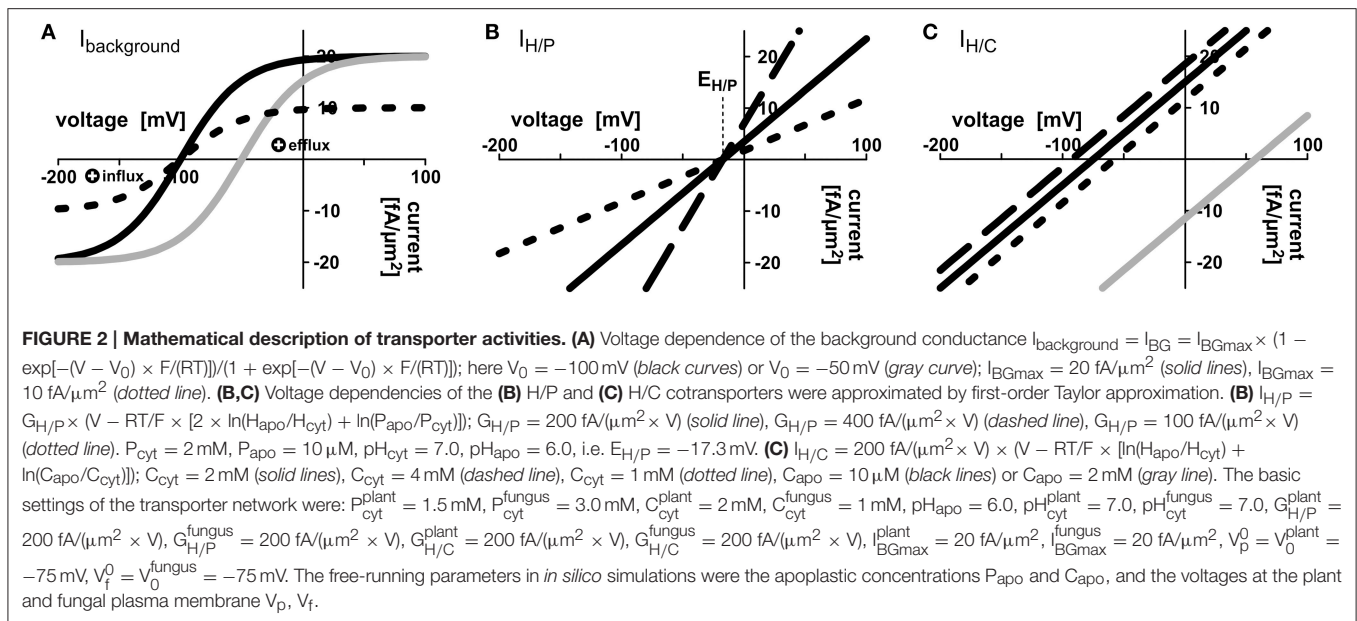 A I_background
20
10
voltage [mV]
⊕ efflux
-200 ⊕ influx -100 100
-10
-20
current [fA/μm²]
B I_H/P
20
E_H/P
10
voltage [mV]
-200 -100 100
-10
-20
current [fA/μm²]
C I_H/C
20
10
voltage [mV]
-200 -100 100
-10
-20
current [fA/μm²]
FIGURE 2 | Mathematical description of transporter activities. (A) Voltage dependence of the background conductance I_background = I_BG = I_BGmax × (1 -
exp[-(V - V₀) × F/(RT)])/(1 + exp[-(V - V₀) × F/(RT)]); here V₀ = −100 mV (black curves) or V₀ = −50 mV (gray curve); I_BGmax = 20 fA/μm² (solid lines), I_BGmax =
10 fA/μm² (dotted line). (B,C) Voltage dependencies of the (B) H/P and (C) H/C cotransporters were approximated by first-order Taylor approximation. (B) I_H/P =
G_H/P × (V – RT/F × [2 × ln(H_apo/H_cyt) + ln(P_apo/P_cyt)]); G_H/P = 200 fA/(μm² × V) (solid line), G_H/P = 400 fA/(μm² × V) (dashed line), G_H/P = 100 fA/(μm² × V)
(dotted line). P_cyt = 2 mM, P_apo = 10 μM, pH_cyt = 7.0, pH_apo = 6.0, i.e. E_H/P = −17.3 mV. (C) I_H/C = 200 fA/(μm² × V) × (V – RT/F × [ln(H_apo/H_cyt) +
ln(C_apo/C_cyt)]); C_cyt = 2 mM (solid lines), C_cyt = 4 mM (dashed line), C_cyt = 1 mM (dotted line), C_apo = 10 μM (black lines) or C_apo = 2 mM (gray line). The basic
settings of the transporter network were: P_cyt^plant = 1.5 mM, P_cyt^fungus = 3.0 mM, C_cyt^plant = 2 mM, C_cyt^fungus = 1 mM, pH_apo = 6.0, pH_cyt^plant = 7.0, pH_cyt^fungus = 7.0, G_H/P^plant =
200 fA/(μm² × V), G_H/P^fungus = 200 fA/(μm² × V), G_H/C^plant = 200 fA/(μm² × V), G_H/C^fungus = 200 fA/(μm² × V), I_BGmax^plant = 20 fA/μm², I_BGmax^fungus = 20 fA/μm², V_p^0 = V_0^plant =
−75 mV, V_f^0 = V_0^fungus = −75 mV. The free-running parameters in in silico simulations were the apoplastic concentrations P_apo and C_apo, and the voltages at the plant
and fungal plasma membrane V_p, V_f.